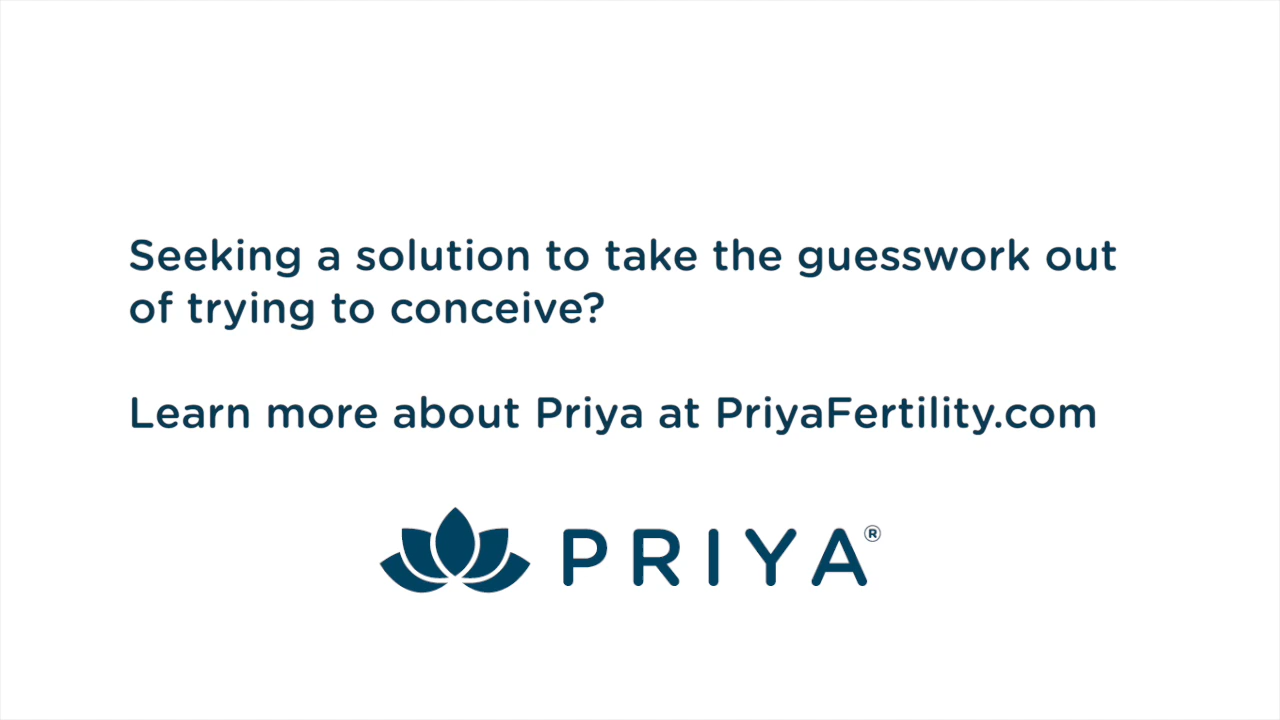 Seeking a solution to take the guesswork out
of trying to conceive?
Learn more about Priya at PriyaFertility.com
PRIYA®